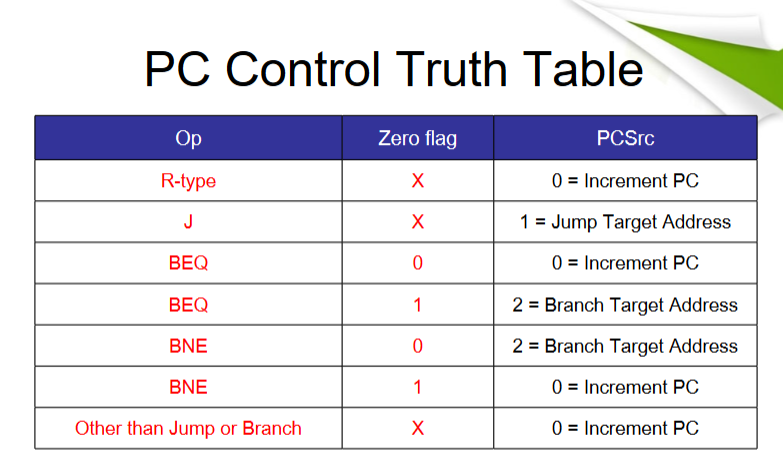 PC Control Truth Table
Op Zero flag PCSrc
R-type X 0 = Increment PC
J X 1 = Jump Target Address
BEQ 0 0 = Increment PC
BEQ 1 2 = Branch Target Address
BNE 0 2 = Branch Target Address
BNE 1 0 = Increment PC
Other than Jump or Branch X 0 = Increment PC